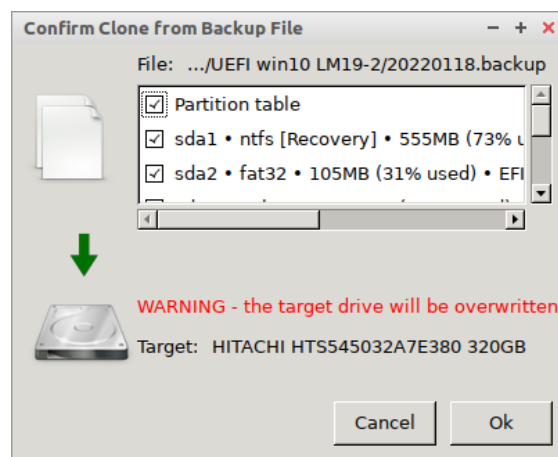 Confirm Clone from Backup File
File: .../UEFI win10 LM19-2/20220118.backup
Partition table
sda1 • ntfs [Recovery] • 555MB (73% u
sda2 • fat32 • 105MB (31% used) • EFI
WARNING - the target drive will be overwritten
Target: HITACHI HTS545032A7E380 320GB
Cancel Ok